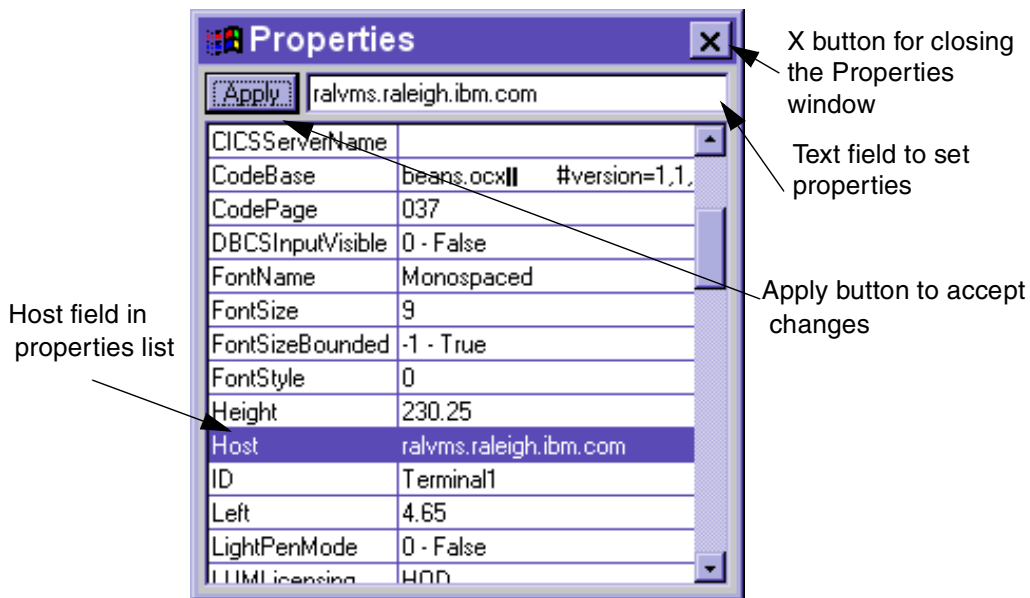 Properties
X button for closing
the Properties
window
Apply
ralvms.raleigh.ibm.com
Text field to set
properties
CICSServerName
CodeBase beans.ocx #version=1,1,
CodePage 037
DBCSInputVisible 0 - False
FontName Monospaced
Apply button to accept
changes
Host field in
properties list
FontSize 9
FontSizeBounded -1 - True
FontStyle 0
Height 230.25
Host ralvms.raleigh.ibm.com
ID Terminal1
Left 4.65
LightPenMode 0 - False
LUMLicensing HOD